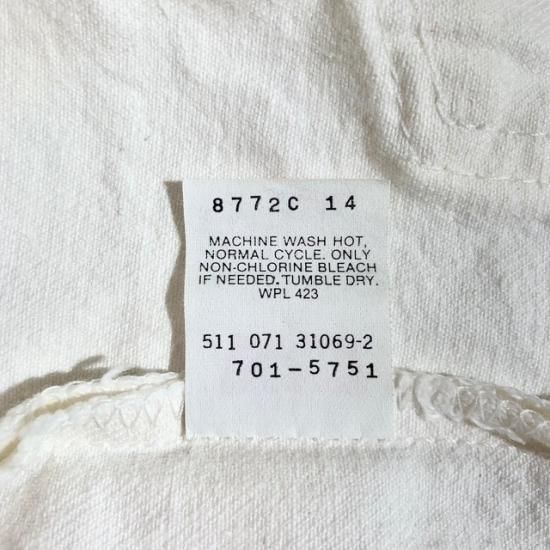 8772C 14
MACHINE WASH HOT,
NORMAL CYCLE. ONLY
NON-CHLORINE BLEACH
IF NEEDED. TUMBLE DRY.
WPL 423
511 071 31069-2
701-5751